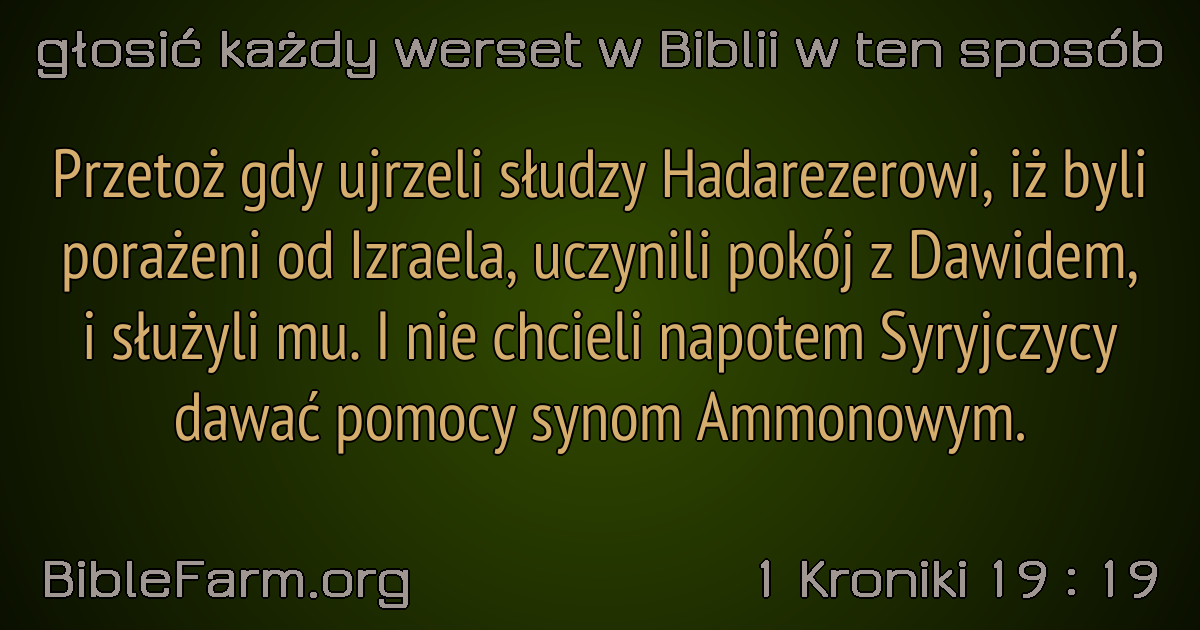 głosić każdy werset w Biblii w ten sposób
Przetoż gdy ujrzeli słudzy Hadarezerowi, iż byli
porażeni od Izraela, uczynili pokój z Dawidem,
i służyli mu. I nie chcieli napotem Syryjczycy
dawać pomocy synom Ammonowym.
BibleFarm.org
1 Kroniki 19 : 19